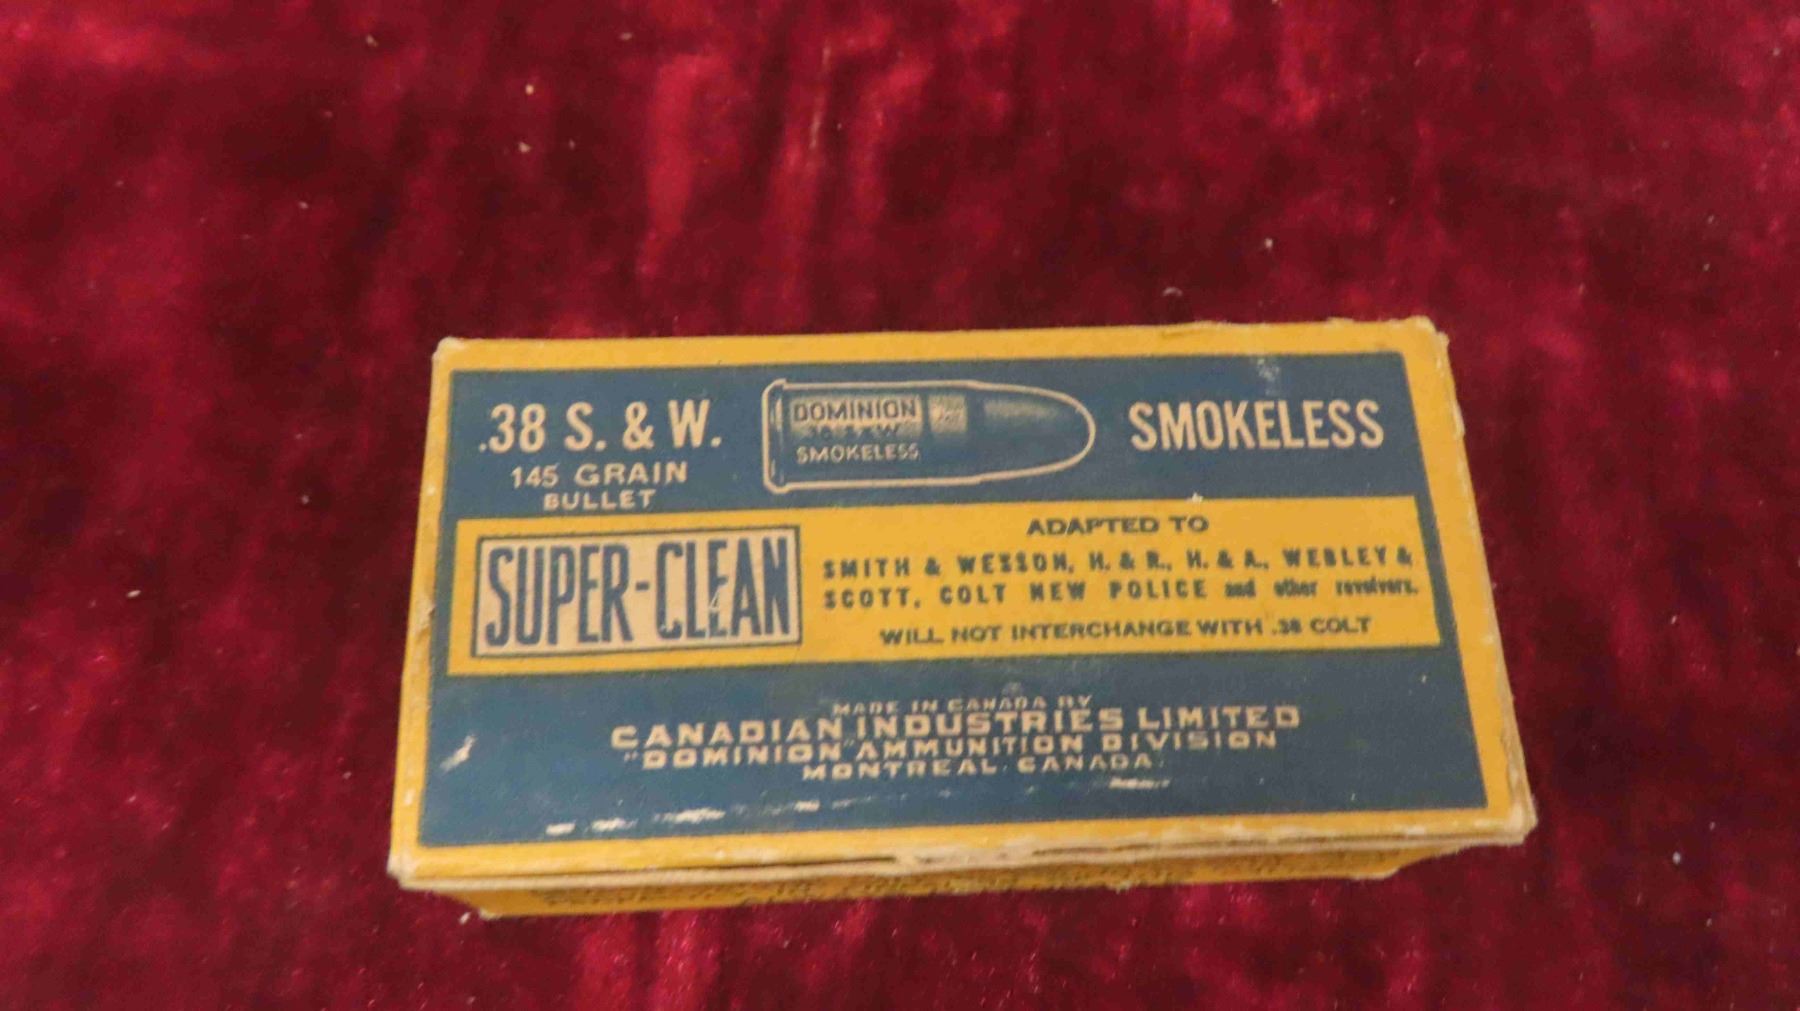 .38 S. & W.
145 GRAIN
BULLET
DOMINION
.38 S. & W.
SMOKELESS
SMOKELESS
SUPER-CLEAN
ADAPTED TO
SMITH & WESSON, H. & R., H. & A., WEBLEY &
SCOTT, COLT NEW POLICE and other revolvers.
WILL NOT INTERCHANGE WITH .38 COLT
MADE IN CANADA BY
CANADIAN INDUSTRIES LIMITED
"DOMINION" AMMUNITION DIVISION
MONTREAL, CANADA